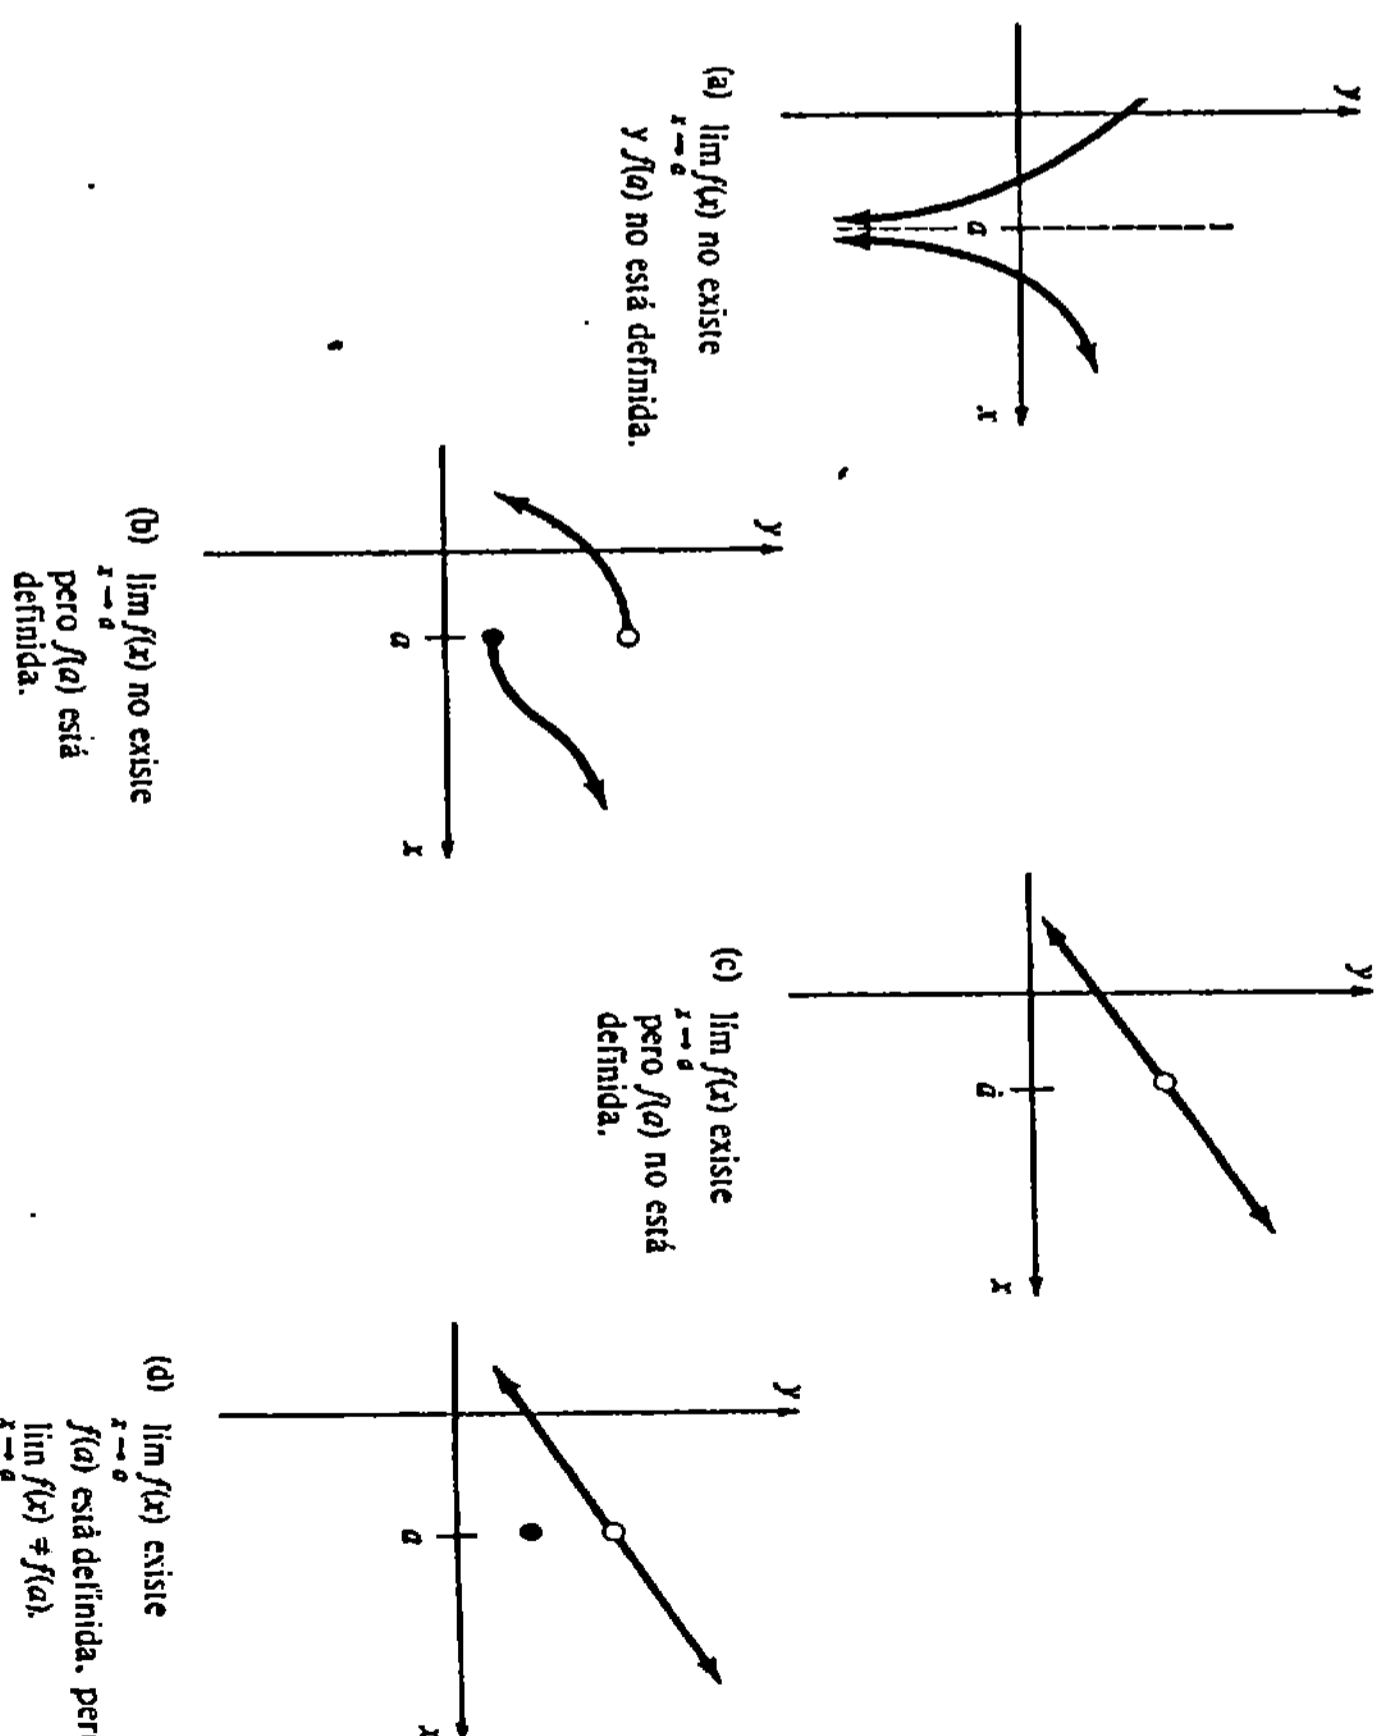 y
a
x
(a) lím f(x) no existe
x → a
y f(a) no está definida.
y
a
x
(b) lím f(x) no existe
x → a
pero f(a) está
definida.
y
a
x
(c) lím f(x) existe
x → a
pero f(a) no está
definida.
y
a
x
(d) lím f(x) existe
x → a
f(a) está definida, per
lím f(x) ≠ f(a).
x → a